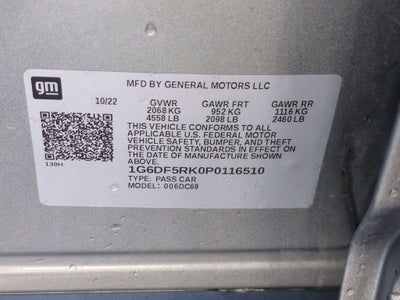 gm
MFD BY GENERAL MOTORS LLC
10/22 GVWR GAWR FRT GAWR RR
2068 KG 952 KG 1116 KG
4558 LB 2098 LB 2460 LB
THIS VEHICLE CONFORMS TO ALL
APPLICABLE U.S. FEDERAL MOTOR
VEHICLE SAFETY, BUMPER, AND THEFT
PREVENTION STANDARDS IN EFFECT ON
THE DATE OF MANUFACTURE SHOWN
ABOVE.
130H
1G6DF5RK0P0116510
TYPE: PASS CAR
MODEL: 006DC69